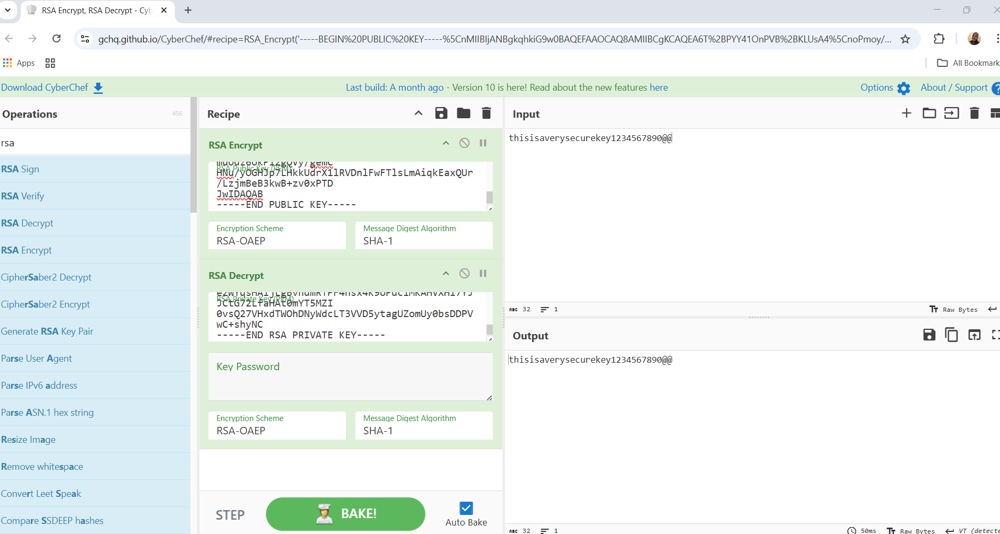 RSA Encrypt, RSA Decrypt - Cyb
gchq.github.io/CyberChef/#recipe=RSA_Encrypt('-----BEGIN%20PUBLIC%20KEY-----%5CnMIIBIjANBgkqhkiG9w0BAQEFAAOCAQ8AMIIBCgKCAQEA6T%2BPYY41OnPVB%2BKLUsA4%5CnoPmoy/...
Apps
All Bookmark
Download CyberChef
Last build: A month ago - Version 10 is here! Read about the new features here
Options
About / Support
Operations
456
rsa
RSA Sign
RSA Verify
RSA Decrypt
RSA Encrypt
CipherSaber2 Decrypt
CipherSaber2 Encrypt
Generate RSA Key Pair
Parse User Agent
Parse IPv6 address
Parse ASN.1 hex string
Resize Image
Remove whitespace
Convert Leet Speak
Compare SSDEEP hashes
Recipe
RSA Encrypt
RSA Public Key (PEM)
HNu/yOGHJp7LHkkUdrX1lRVDnlFwFTlsLmAiqkEaxQUr
/LzjmBeB3kwB+zv0xPTD
JwIDAQAB
-----END PUBLIC KEY-----
Encryption Scheme
RSA-OAEP
Message Digest Algorithm
SHA-1
RSA Decrypt
RSA Private Key (PEM)
JCtG72LfaHAt0mYT5MZI
0vsQ27VHxdTWOhDNyWdcLT3VVD5ytagUZomUy0bsDDPV
wC+shyNC
-----END RSA PRIVATE KEY-----
Key Password
Encryption Scheme
RSA-OAEP
Message Digest Algorithm
SHA-1
STEP
BAKE!
Auto Bake
Input
thisisaverysecurekey1234567890@@
ABC 32
1
Raw Bytes
Output
thisisaverysecurekey1234567890@@
ABC 32
1
50ms
Raw Bytes
VT (detecte